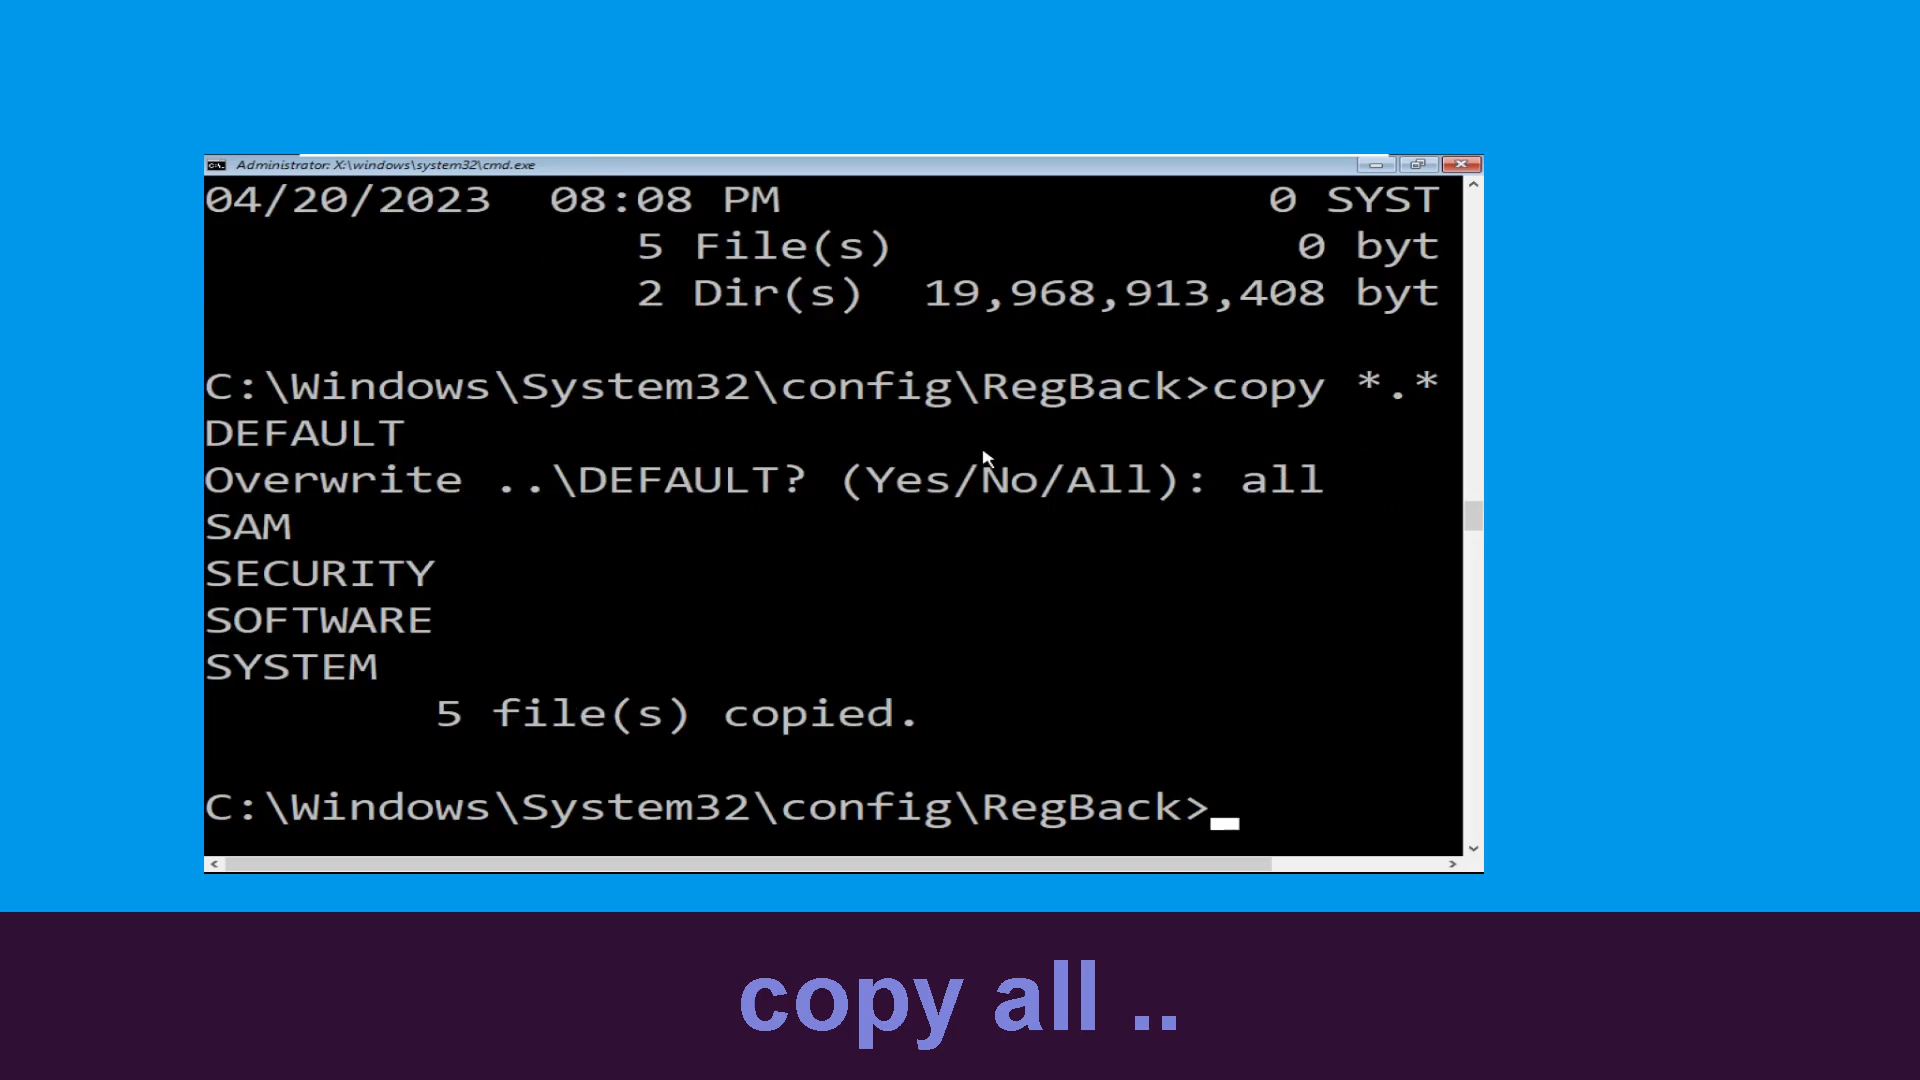 Administrator: X:\windows\system32\cmd.exe
04/20/2023  08:08 PM                 0 SYST
5 File(s)              0 byt
2 Dir(s)  19,968,913,408 byt
C:\Windows\System32\config\RegBack>copy *.*
DEFAULT
Overwrite ..\DEFAULT? (Yes/No/All): all
SAM
SECURITY
SOFTWARE
SYSTEM
5 file(s) copied.
C:\Windows\System32\config\RegBack>
copy all ..